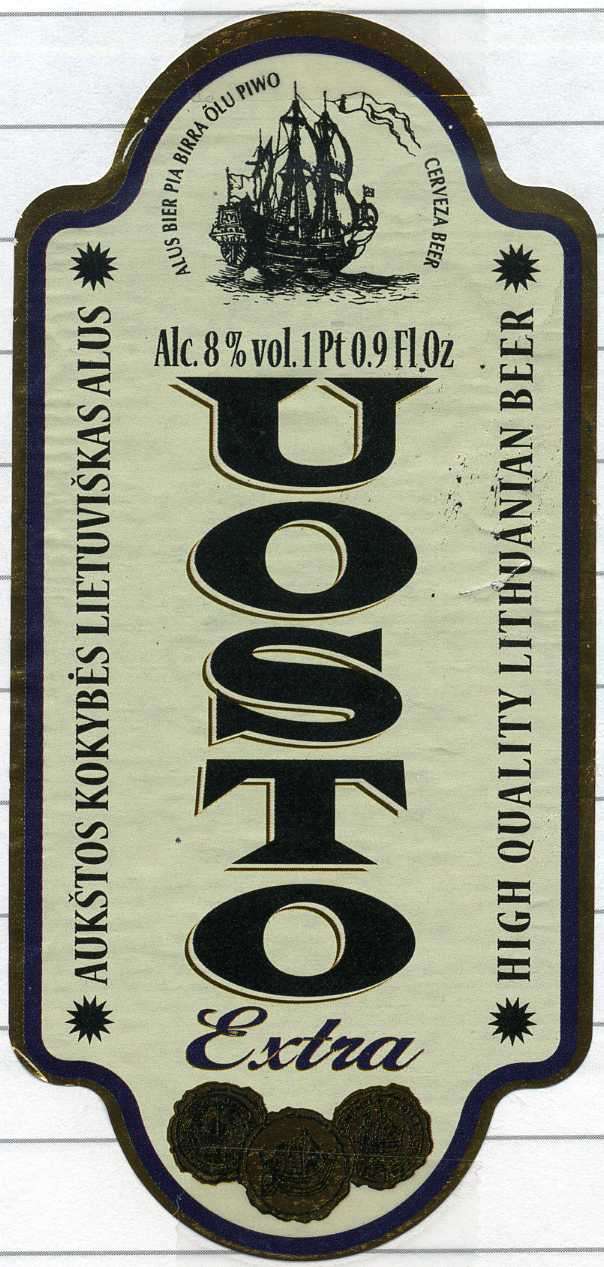 ALUS BIER PIA BIRRA ÕLU PIWO
CERVEZA BEER
Alc. 8 % vol. 1 Pt 0.9 Fl.Oz
AUKŠTOS KOKYBĖS LIETUVIŠKAS ALUS
UOSTO
Extra
HIGH QUALITY LITHUANIAN BEER